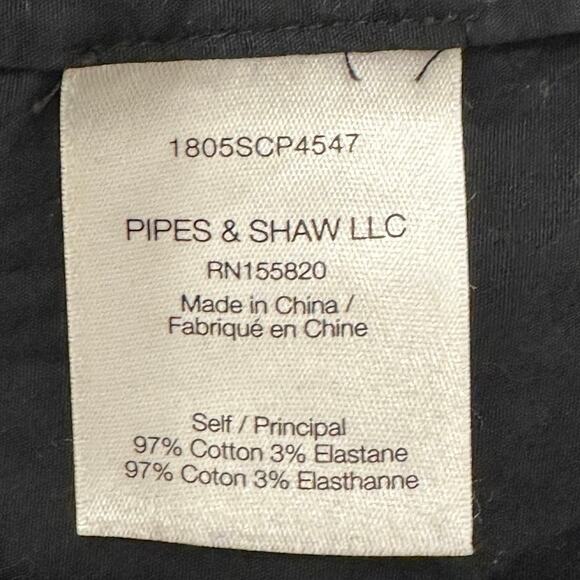 1805SCP4547
PIPES & SHAW LLC
RN155820
Made in China /
Fabriqué en Chine
Self / Principal
97% Cotton 3% Elastane
97% Coton 3% Elasthanne